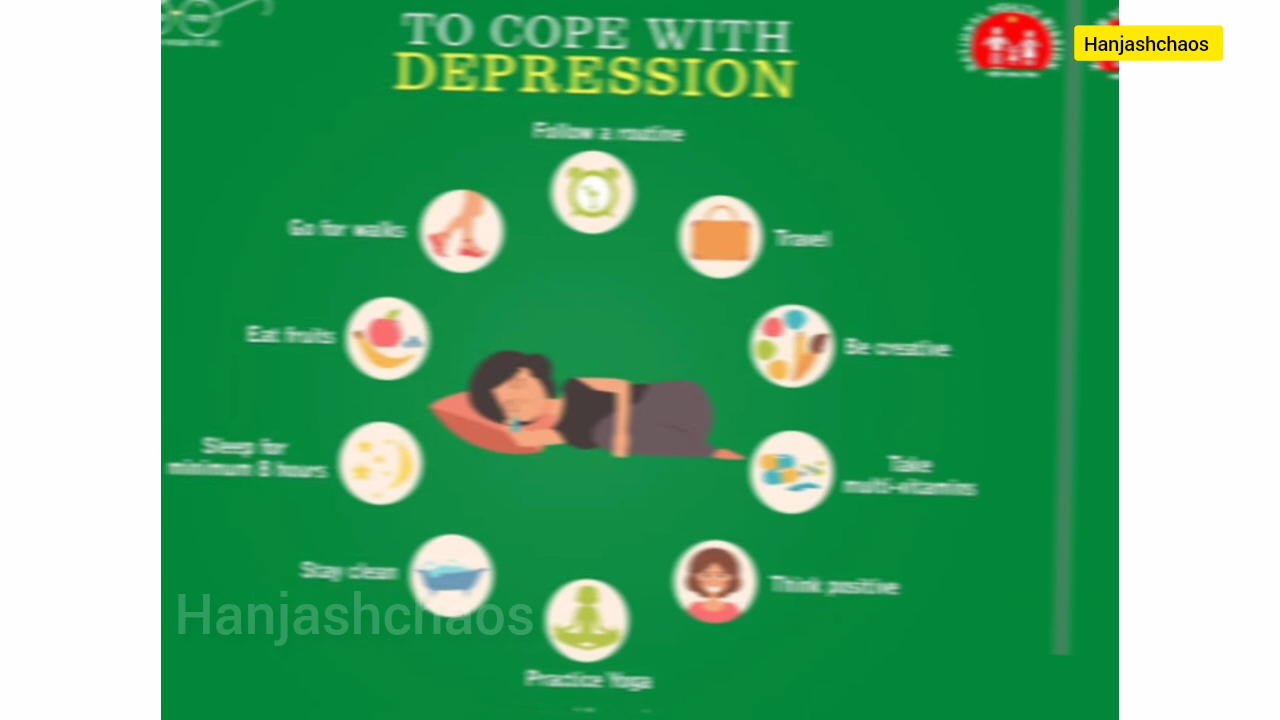 Hanjashchaos
TO COPE WITH
DEPRESSION
Follow a routine
Go for walks
Travel
Eat fruits
Be creative
Sleep for
minimum 8 hours
Take
multi-vitamins
Stay clean
Think positive
Hanjashchaos
Practice Yoga